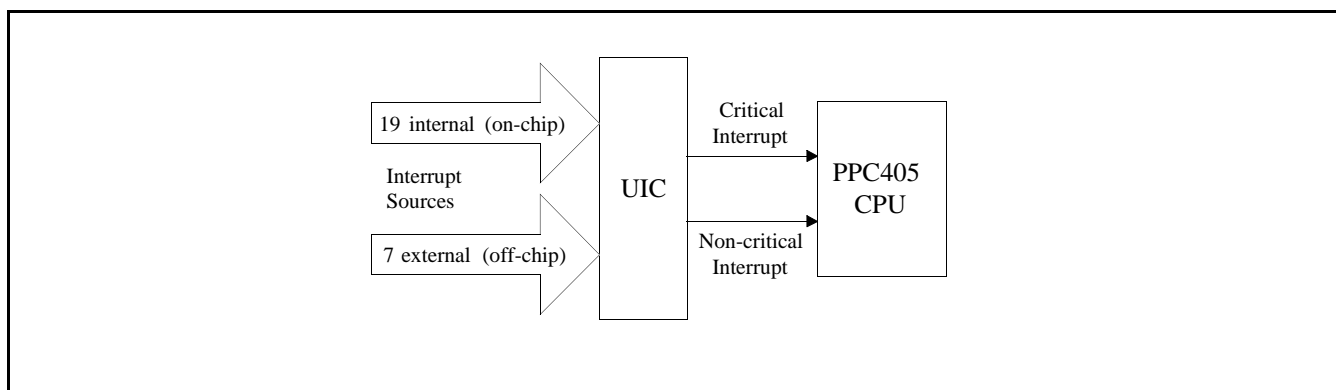 19 internal (on-chip)
Interrupt
Sources
7 external (off-chip)
UIC
Critical
Interrupt
Non-critical
Interrupt
PPC405
CPU